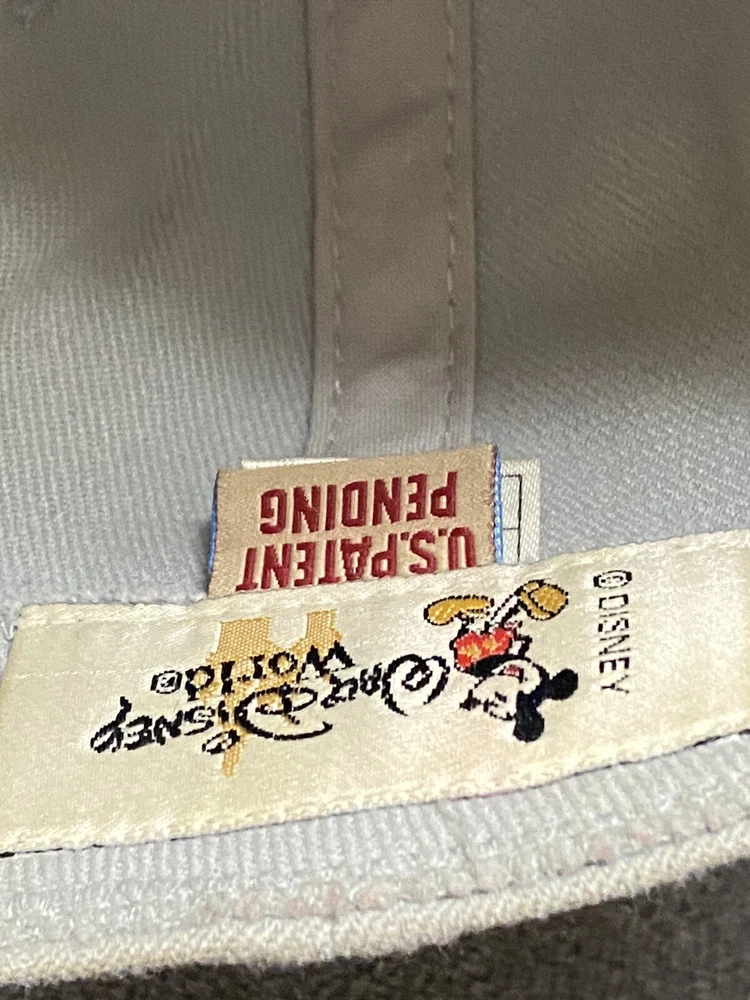 © DISNEY
WALT DISNEY
World ©
U.S.PATENT
PENDING